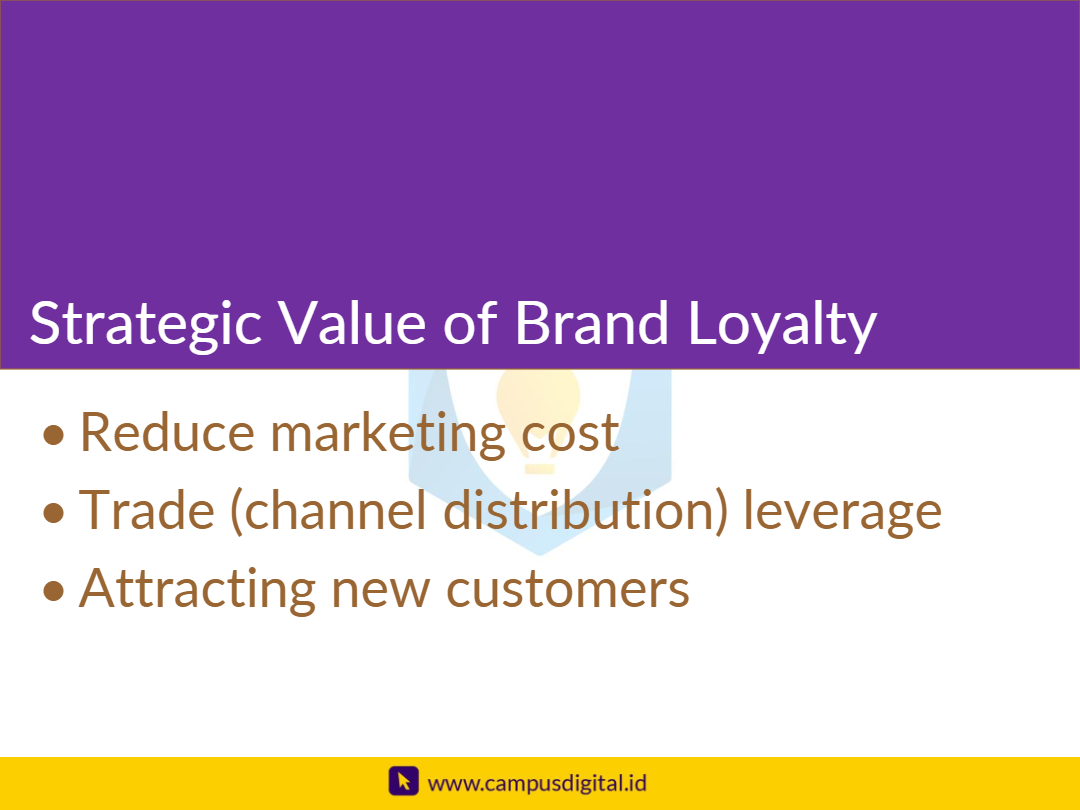 Strategic Value of Brand Loyalty
• Reduce marketing cost
• Trade (channel distribution) leverage
• Attracting new customers
www.campusdigital.id